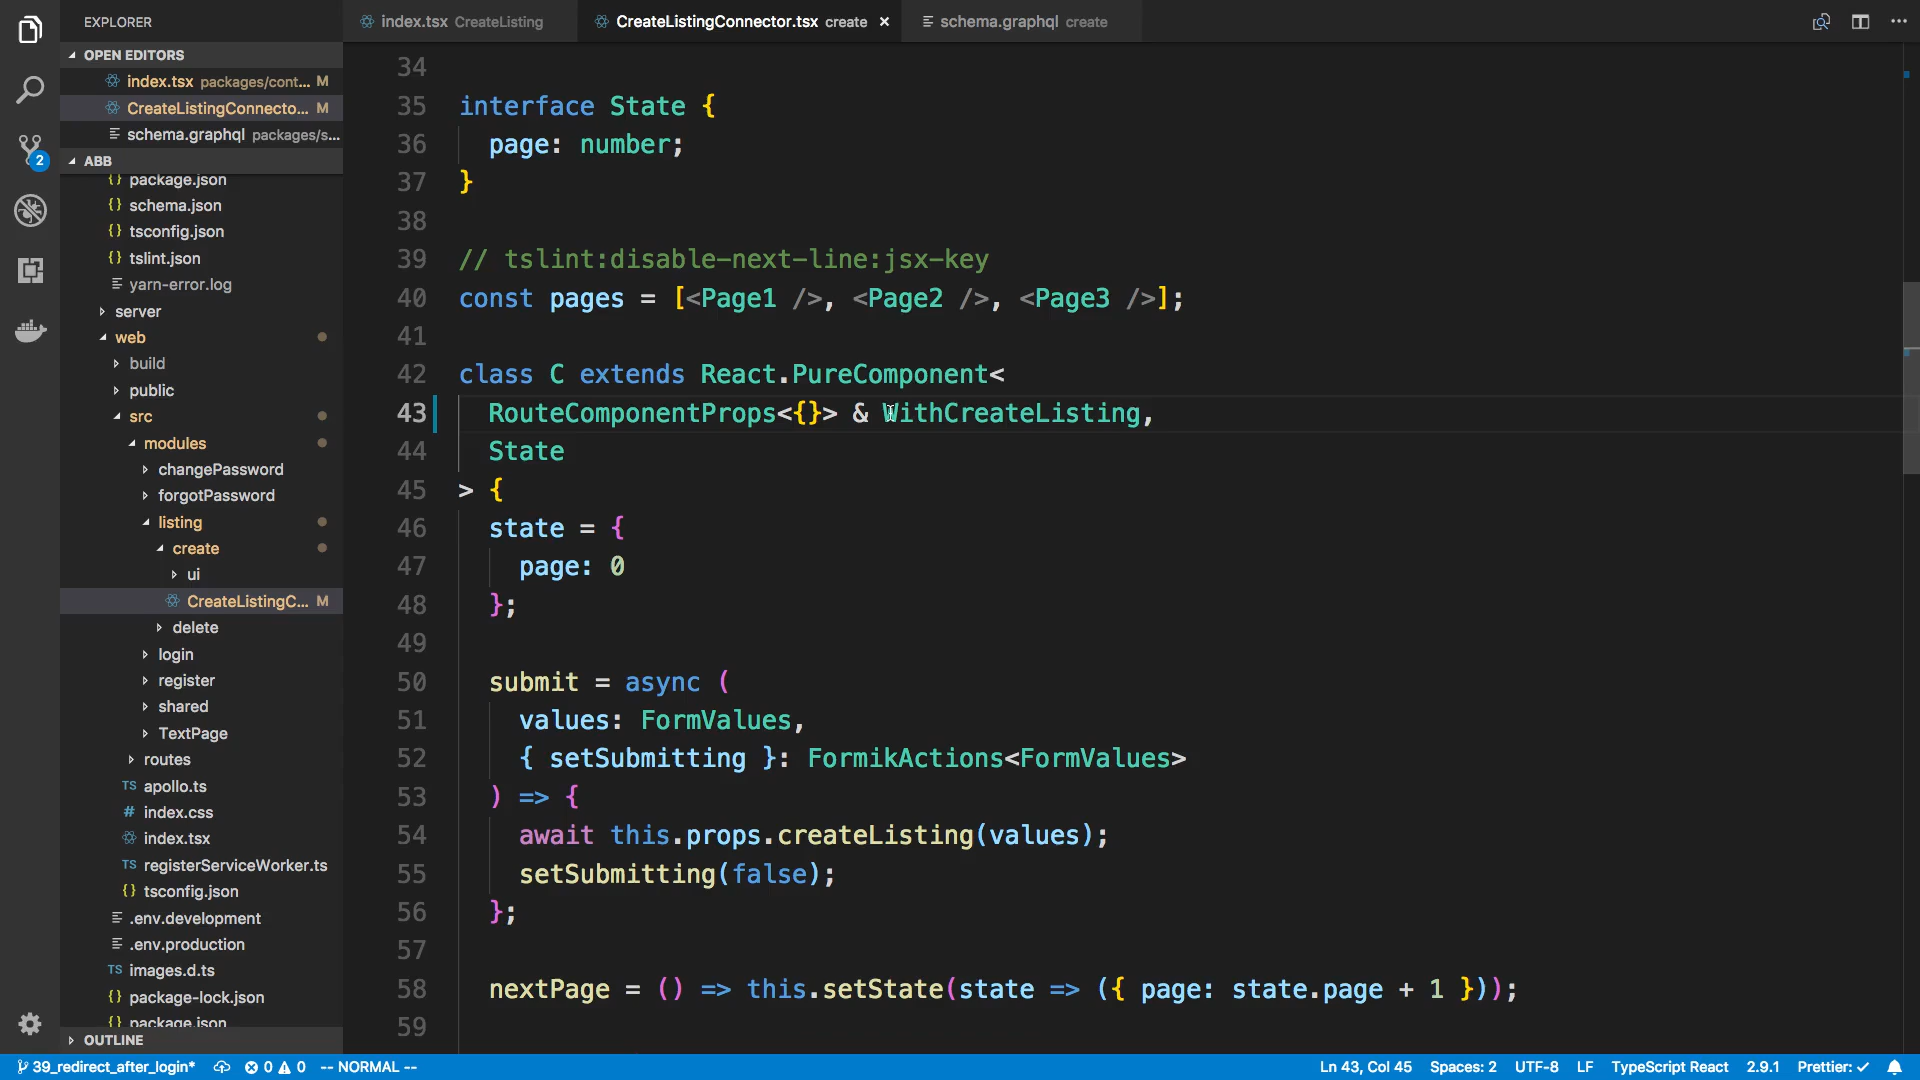 EXPLORER
OPEN EDITORS
index.tsx packages/cont... M
CreateListingConnecto... M
schema.graphql packages/s...
ABB
package.json
schema.json
tsconfig.json
tslint.json
yarn-error.log
server
web
build
public
src
modules
changePassword
forgotPassword
listing
create
ui
CreateListingC... M
delete
login
register
shared
TextPage
routes
TS apollo.ts
# index.css
index.tsx
TS registerServiceWorker.ts
tsconfig.json
.env.development
.env.production
TS images.d.ts
package-lock.json
package.json
OUTLINE
2
index.tsx CreateListing
CreateListingConnector.tsx create ×
schema.graphql create
34
35 interface State {
36 page: number;
37 }
38
39 // tslint:disable-next-line:jsx-key
40 const pages = [<Page1 />, <Page2 />, <Page3 />];
41
42 class C extends React.PureComponent<
43 RouteComponentProps<{}> & WithCreateListing,
44 State
45 > {
46 state = {
47 page: 0
48 };
49
50 submit = async (
51 values: FormValues,
52 { setSubmitting }: FormikActions<FormValues>
53 ) => {
54 await this.props.createListing(values);
55 setSubmitting(false);
56 };
57
58 nextPage = () => this.setState(state => ({ page: state.page + 1 }));
59
39_redirect_after_login* 0 0 -- NORMAL -- Ln 43, Col 45 Spaces: 2 UTF-8 LF TypeScript React 2.9.1 Prettier: ✓